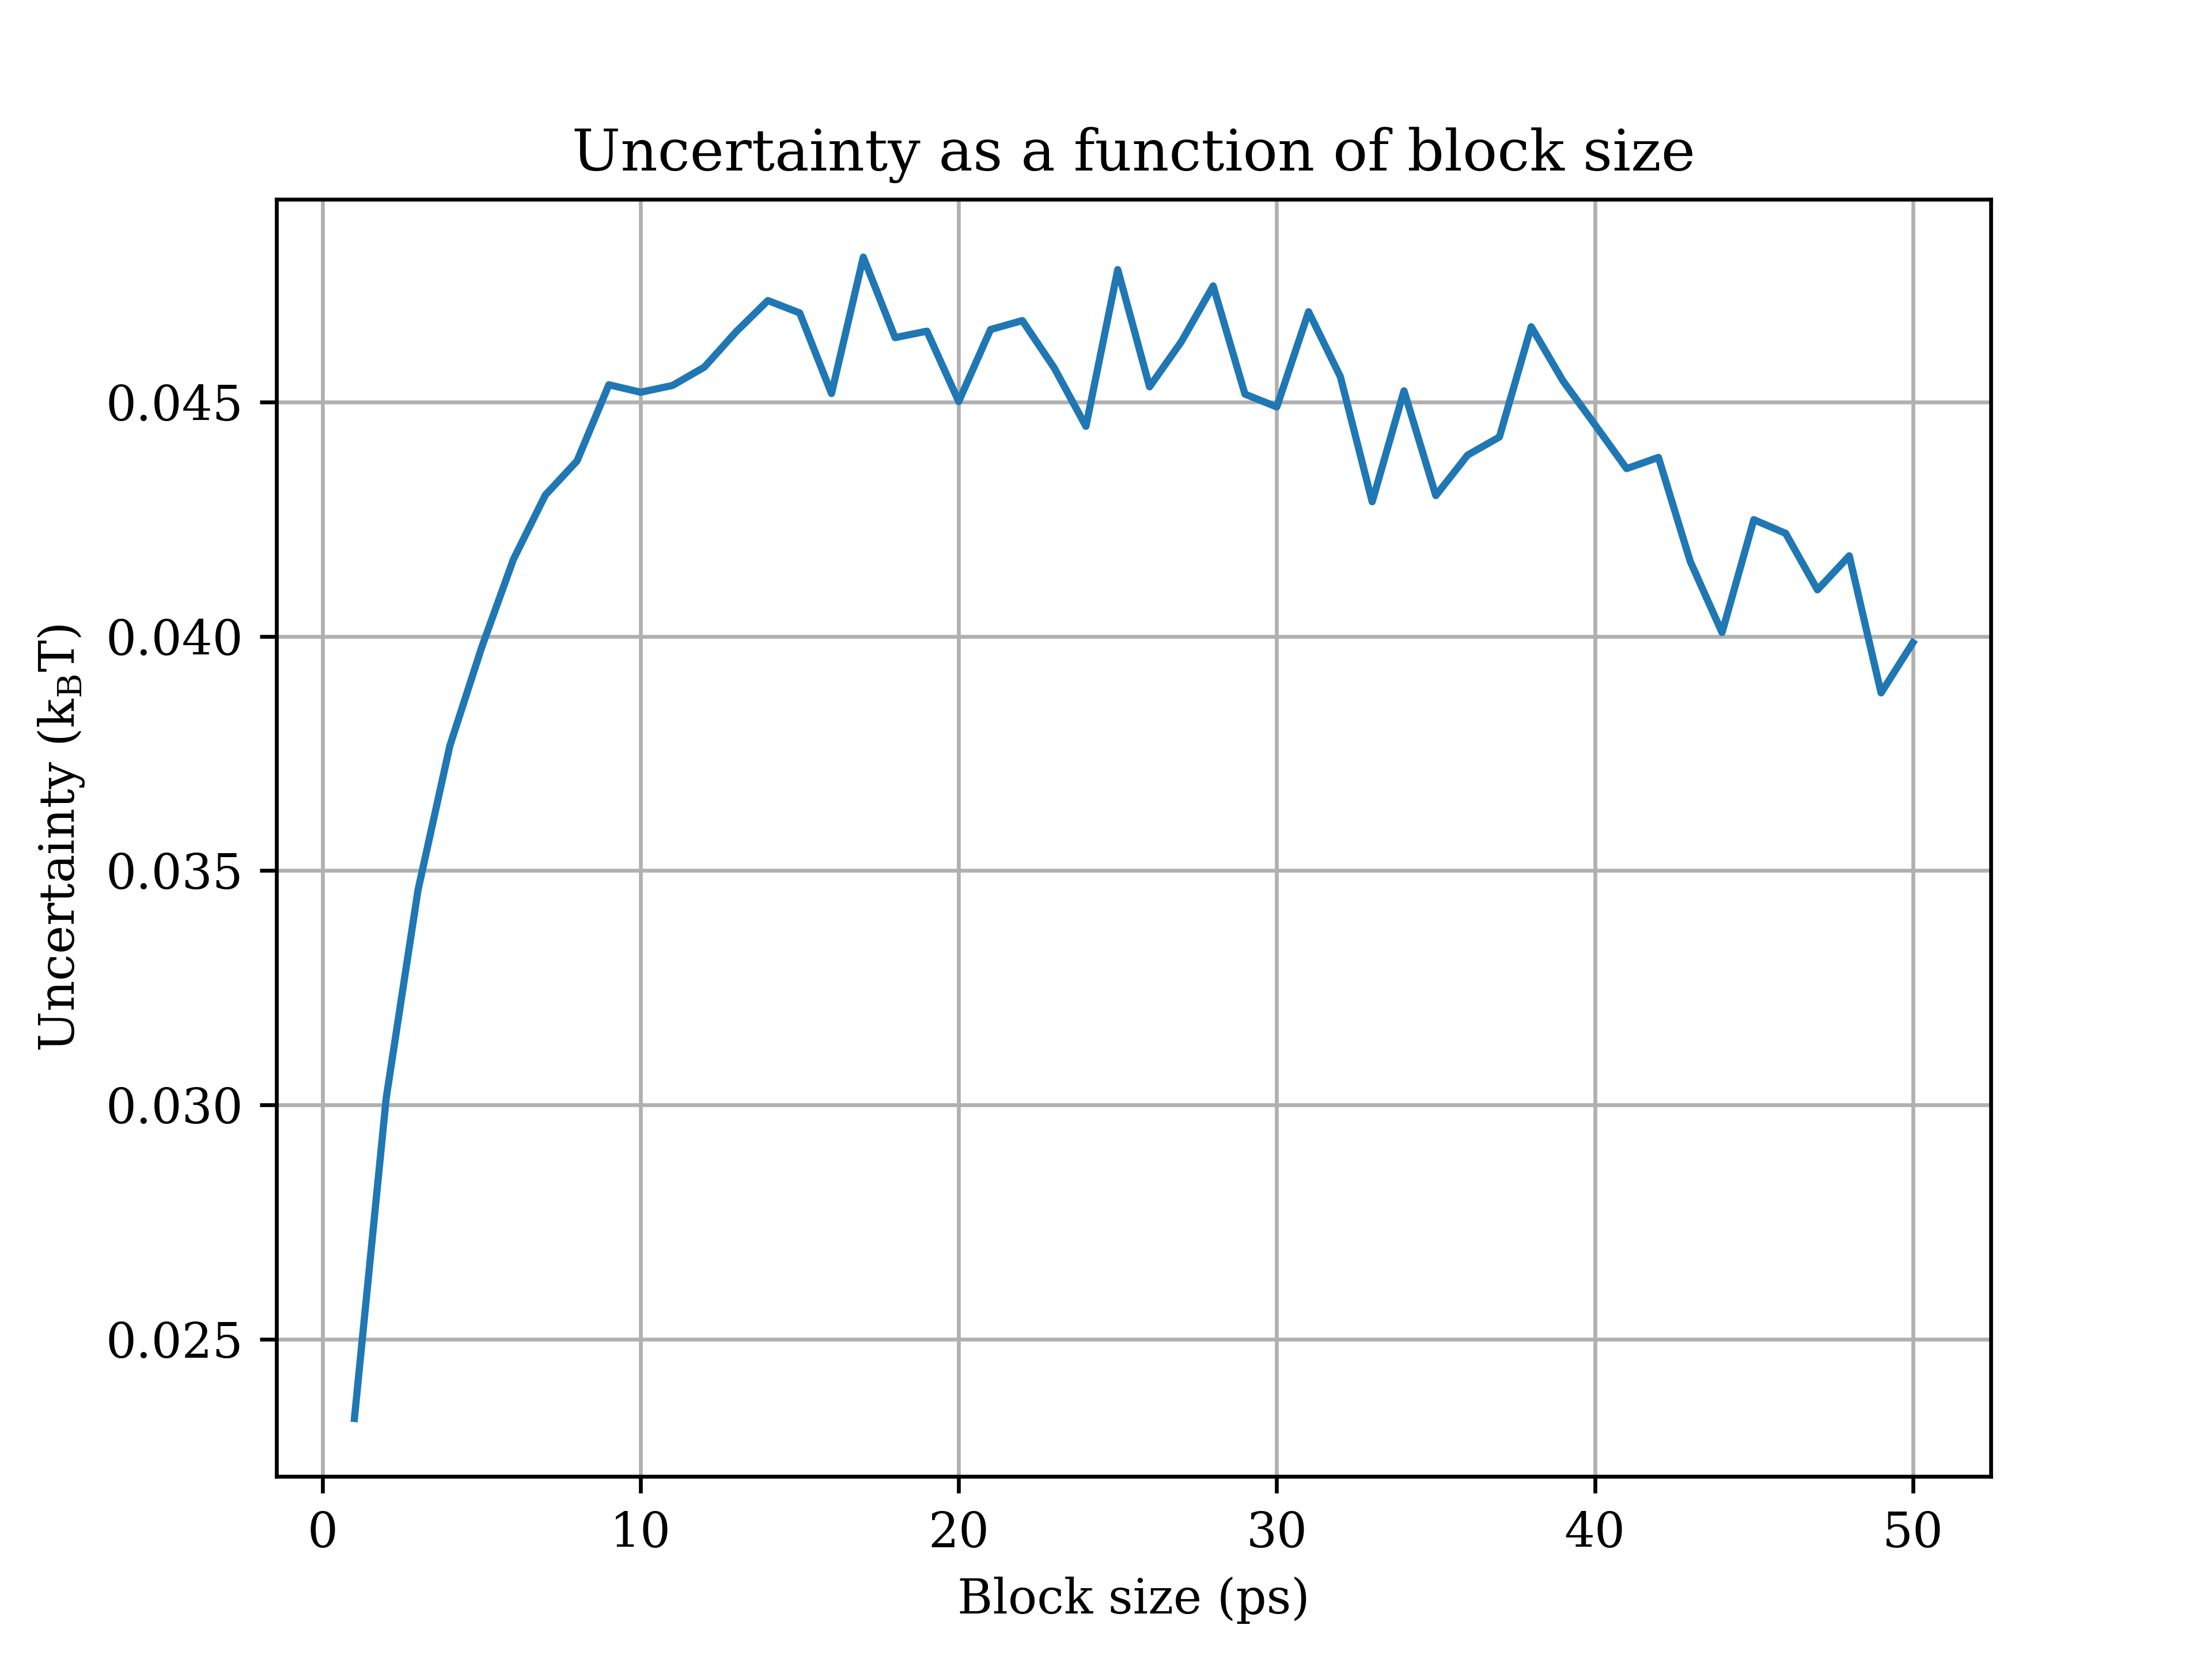 Uncertainty as a function of block size
Uncertainty (k_BT)
0.045
0.040
0.035
0.030
0.025
0 10 20 30 40 50
Block size (ps)